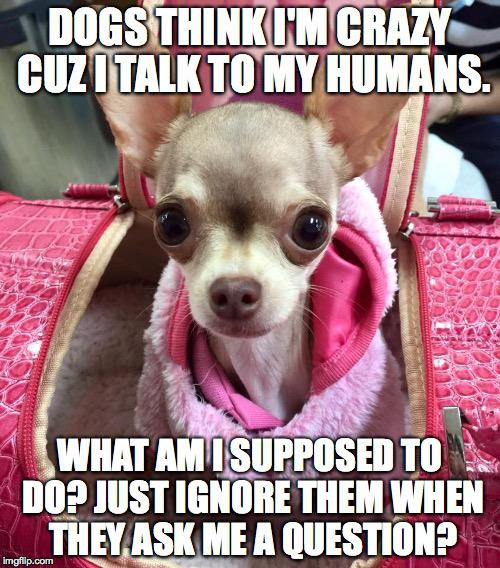 DOGS THINK I'M CRAZY
CUZ I TALK TO MY HUMANS.
WHAT AM I SUPPOSED TO
DO? JUST IGNORE THEM WHEN
THEY ASK ME A QUESTION?
imgflip.com